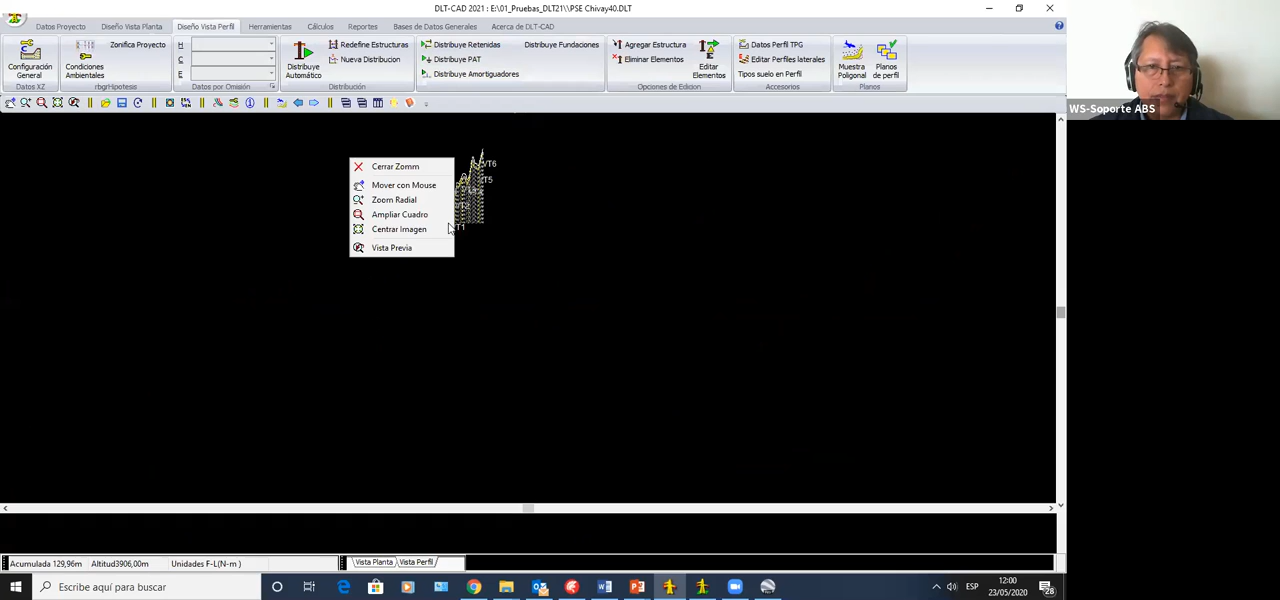 DLT-CAD 2021 : E:\01_Pruebas_DLT21\\PSE Chivay40.DLT
Datos Proyecto Diseño Vista Planta Diseño Vista Perfil Herramientas Cálculos Reportes Bases de Datos Generales Acerca de DLT-CAD
Configuración General
Datos XZ
Condiciones Ambientales
Zonifica Proyecto
rbgrHipotesis
H
C
E
Datos por Omisión
Distribuye Automático
Redefine Estructuras
Nueva Distribucion
Distribución
Distribuye Retenidas
Distribuye PAT
Distribuye Amortiguadores
Distribuye Fundaciones
Agregar Estructura
Eliminar Elementos
Editar Elementos
Opciones de Edicion
Datos Perfil TPG
Editar Perfiles laterales
Tipos suelo en Perfil
Accesorios
Muestra Poligonal
Planos de perfil
Planos
WS-Soporte ABS
Cerrar Zomm
Mover con Mouse
Zoom Radial
Ampliar Cuadro
Centrar Imagen
Vista Previa
VT6
T5
T1
Acumulada 129,96m Altitud3906,00m Unidades F-L(N-m ) Vista Planta Vista Perfil
Escribe aquí para buscar
ESP
12:00
23/05/2020
28